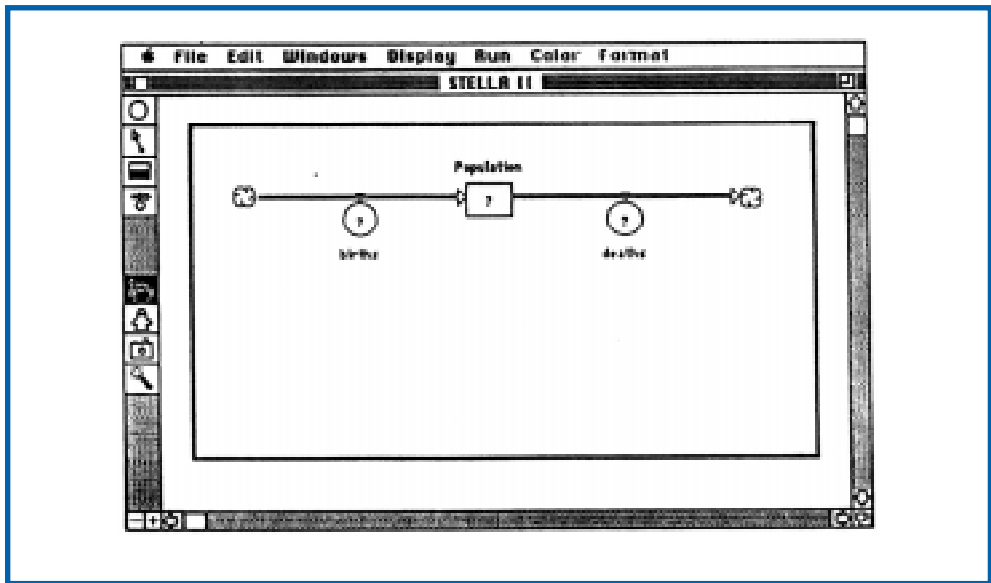 File Edit Windows Display Run Color Format
STELLA II
Population
?
? ?
births deaths
- +